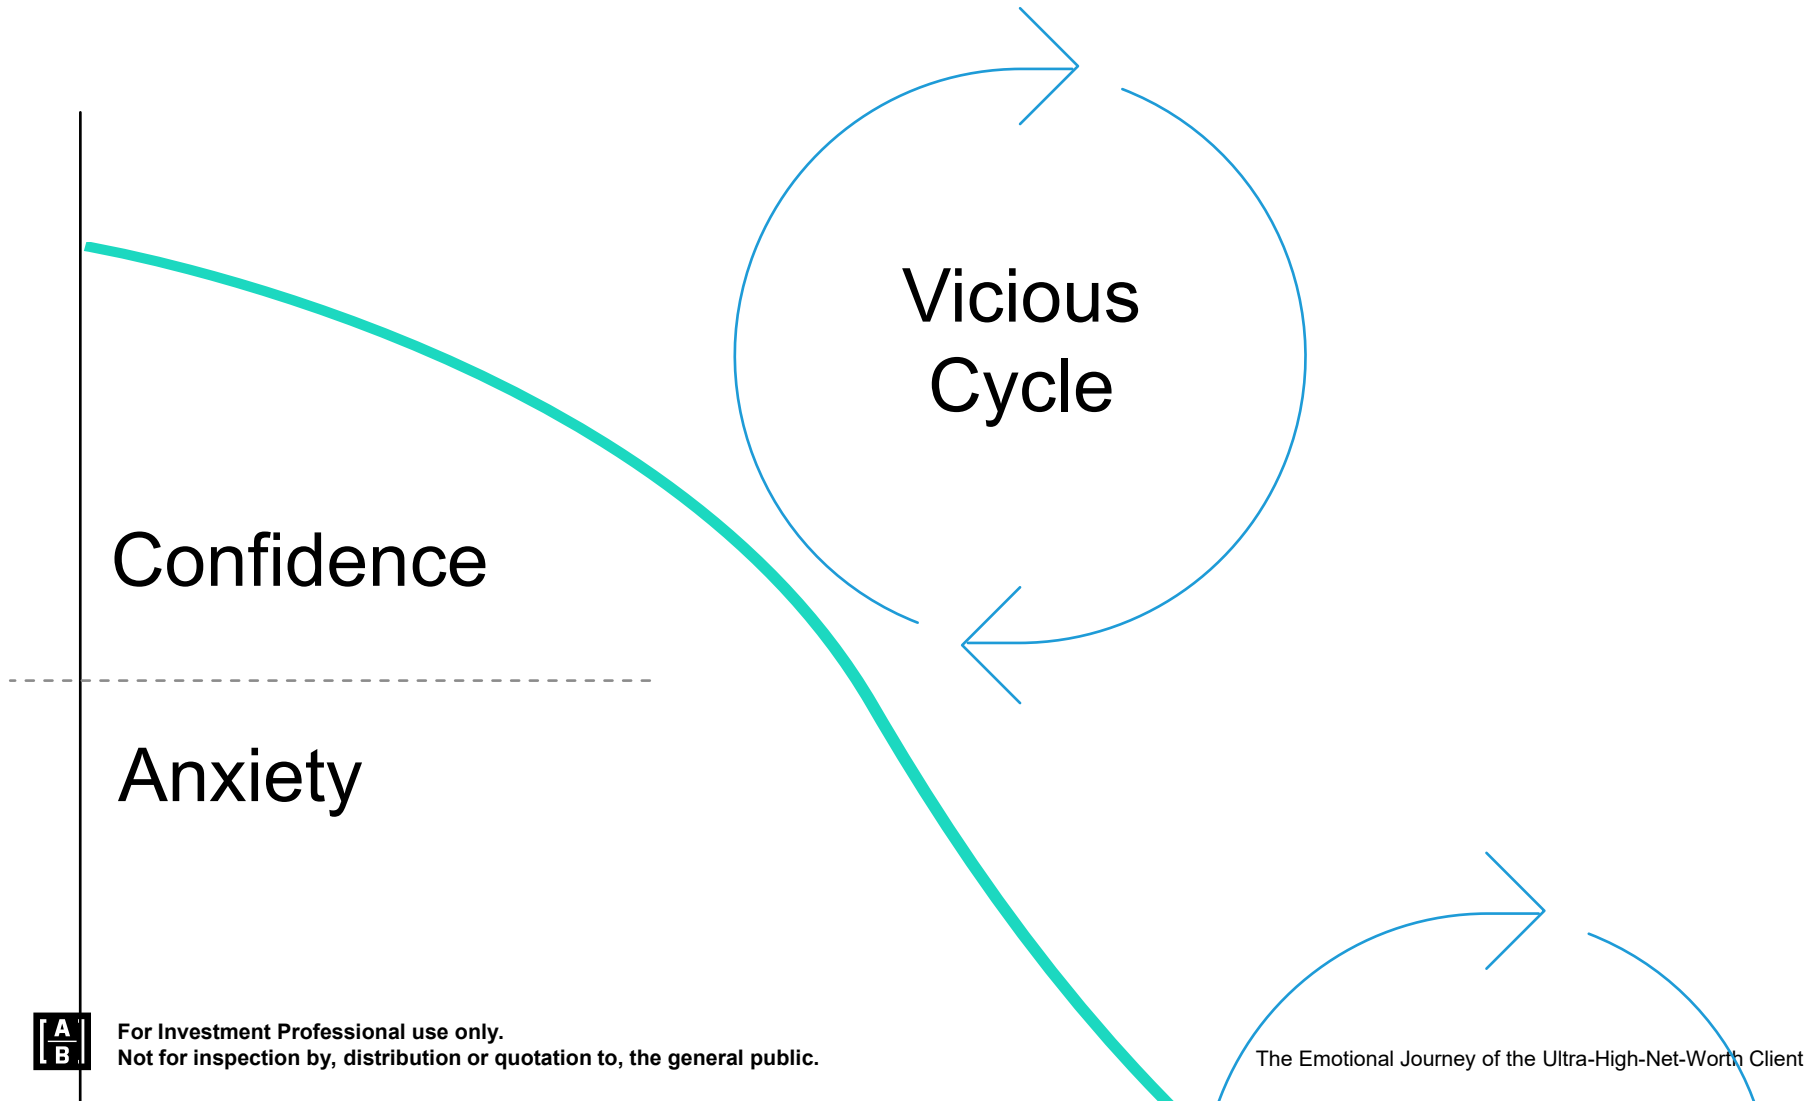 Vicious
Cycle
Confidence
Anxiety
A
B
For Investment Professional use only.
Not for inspection by, distribution or quotation to, the general public.
The Emotional Journey of the Ultra-High-Net-Worth Client